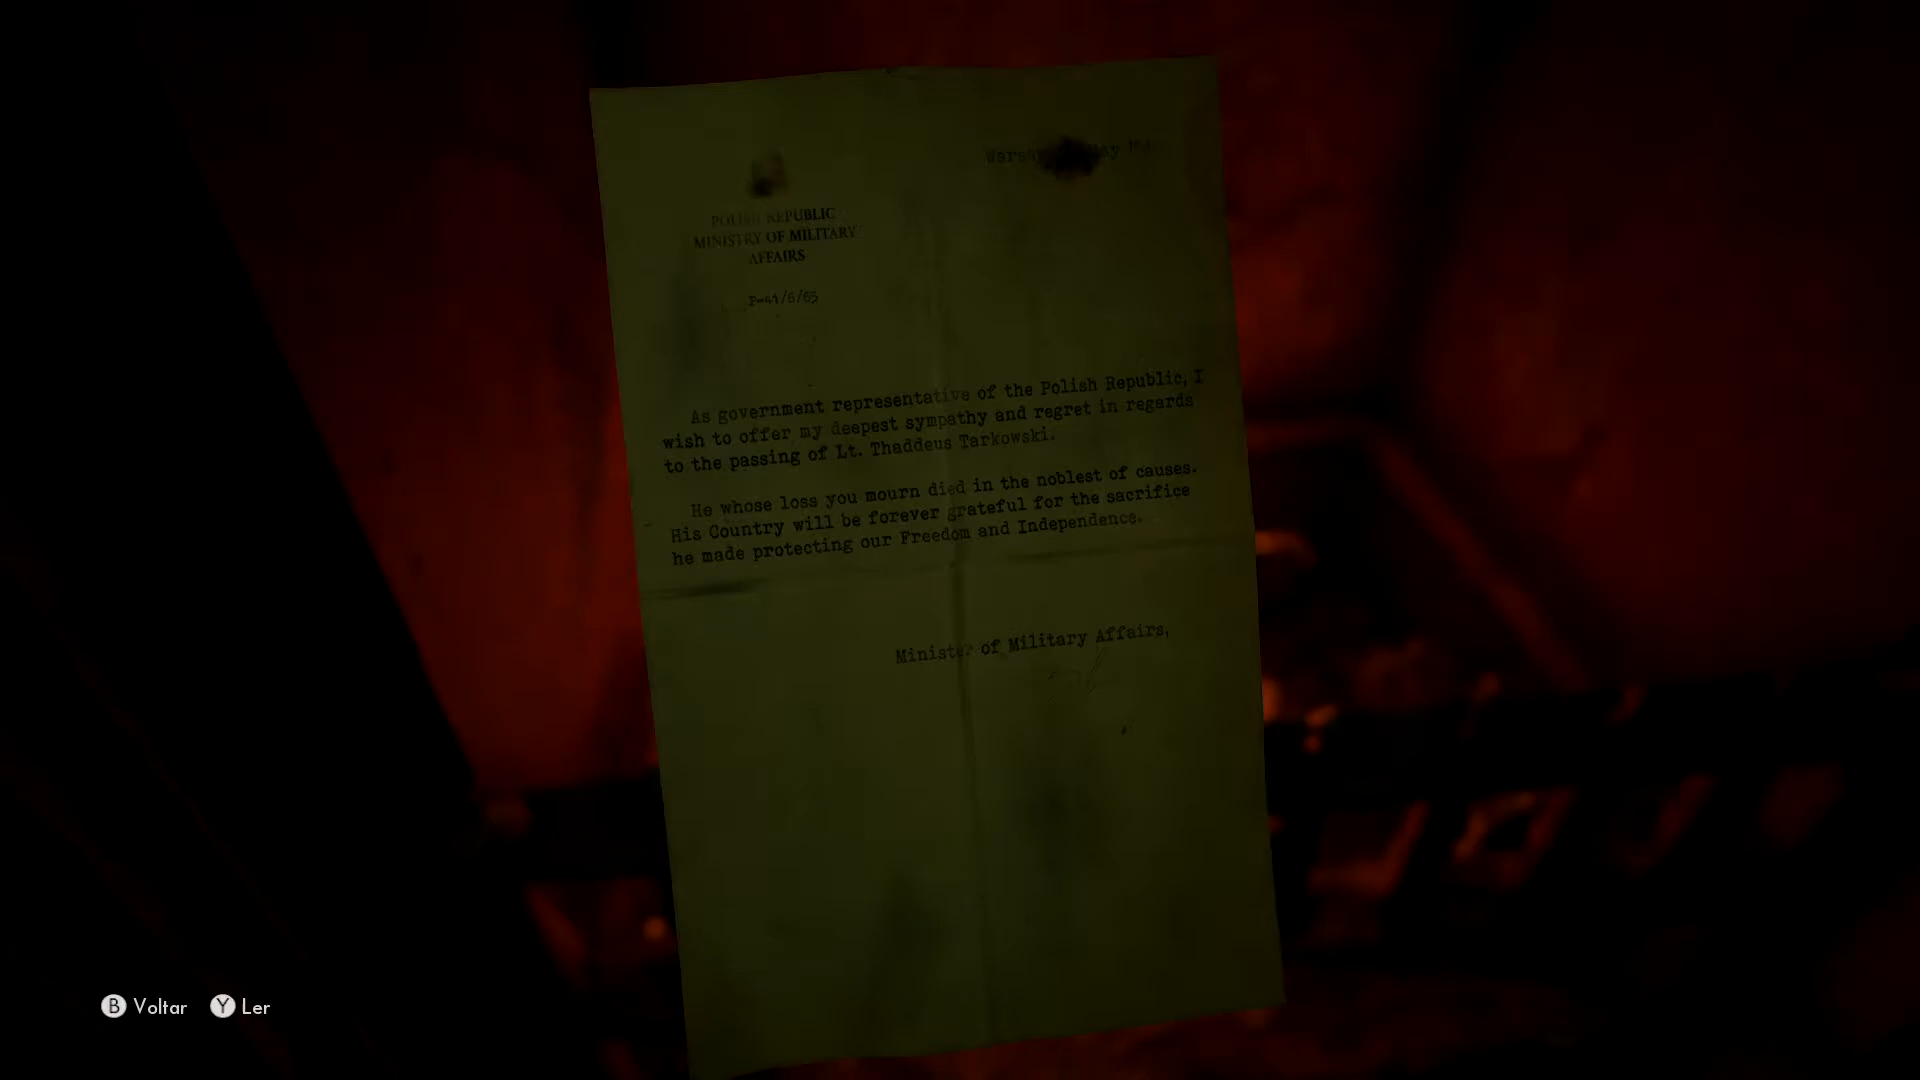 POLISH REPUBLIC
MINISTRY OF MILITARY
AFFAIRS
As government representative of the Polish Republic, I
wish to offer my deepest sympathy and regret in regards
to the passing of Lt. Thaddeus Tarkowski.
He whose loss you mourn died in the noblest of causes.
His Country will be forever grateful for the sacrifice
he made protecting our Freedom and Independence.
Minister of Military Affairs,
B Voltar Y Ler